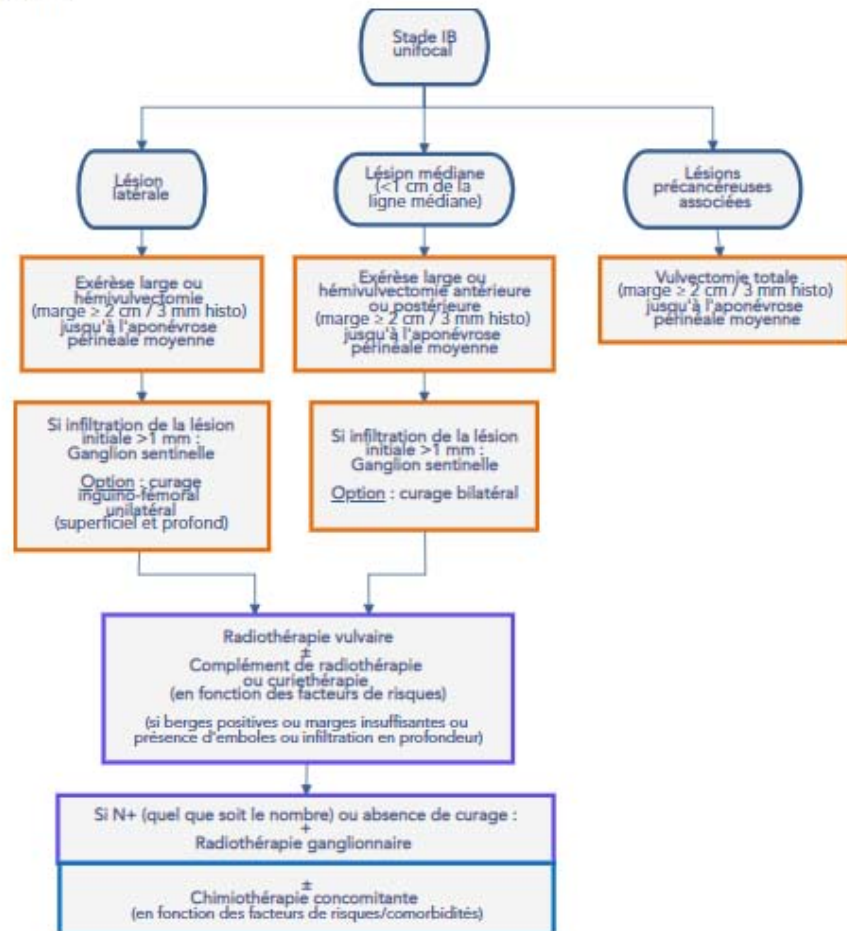 Stade IB
unifocal
Lésion
latérale
Lésion médiane
(<1 cm de la
ligne médiane)
Lésions
précancéreuses
associées
Exérèse large ou
hémivulvectomie
(marge ≥ 2 cm / 3 mm histo)
jusqu'à l'aponévrose
périnéale moyenne
Exérèse large ou
hémivulvectomie antérieure
ou postérieure
(marge ≥ 2 cm / 3 mm histo)
jusqu'à l'aponévrose
périnéale moyenne
Vulvectomie totale
(marge ≥ 2 cm / 3 mm histo)
jusqu'à l'aponévrose
périnéale moyenne
Si infiltration de la lésion
initiale >1 mm :
Ganglion sentinelle
Option : curage
inguino-fémoral
unilatéral
(superficiel et profond)
Si infiltration de la lésion
initiale >1 mm :
Ganglion sentinelle
Option : curage bilatéral
Radiothérapie vulvaire
±
Complément de radiothérapie
ou curiethérapie
(en fonction des facteurs de risques)
(si berges positives ou marges insuffisantes ou
présence d'emboles ou infiltration en profondeur)
Si N+ (quel que soit le nombre) ou absence de curage :
+
Radiothérapie ganglionnaire
±
Chimiothérapie concomitante
(en fonction des facteurs de risques/comorbidités)